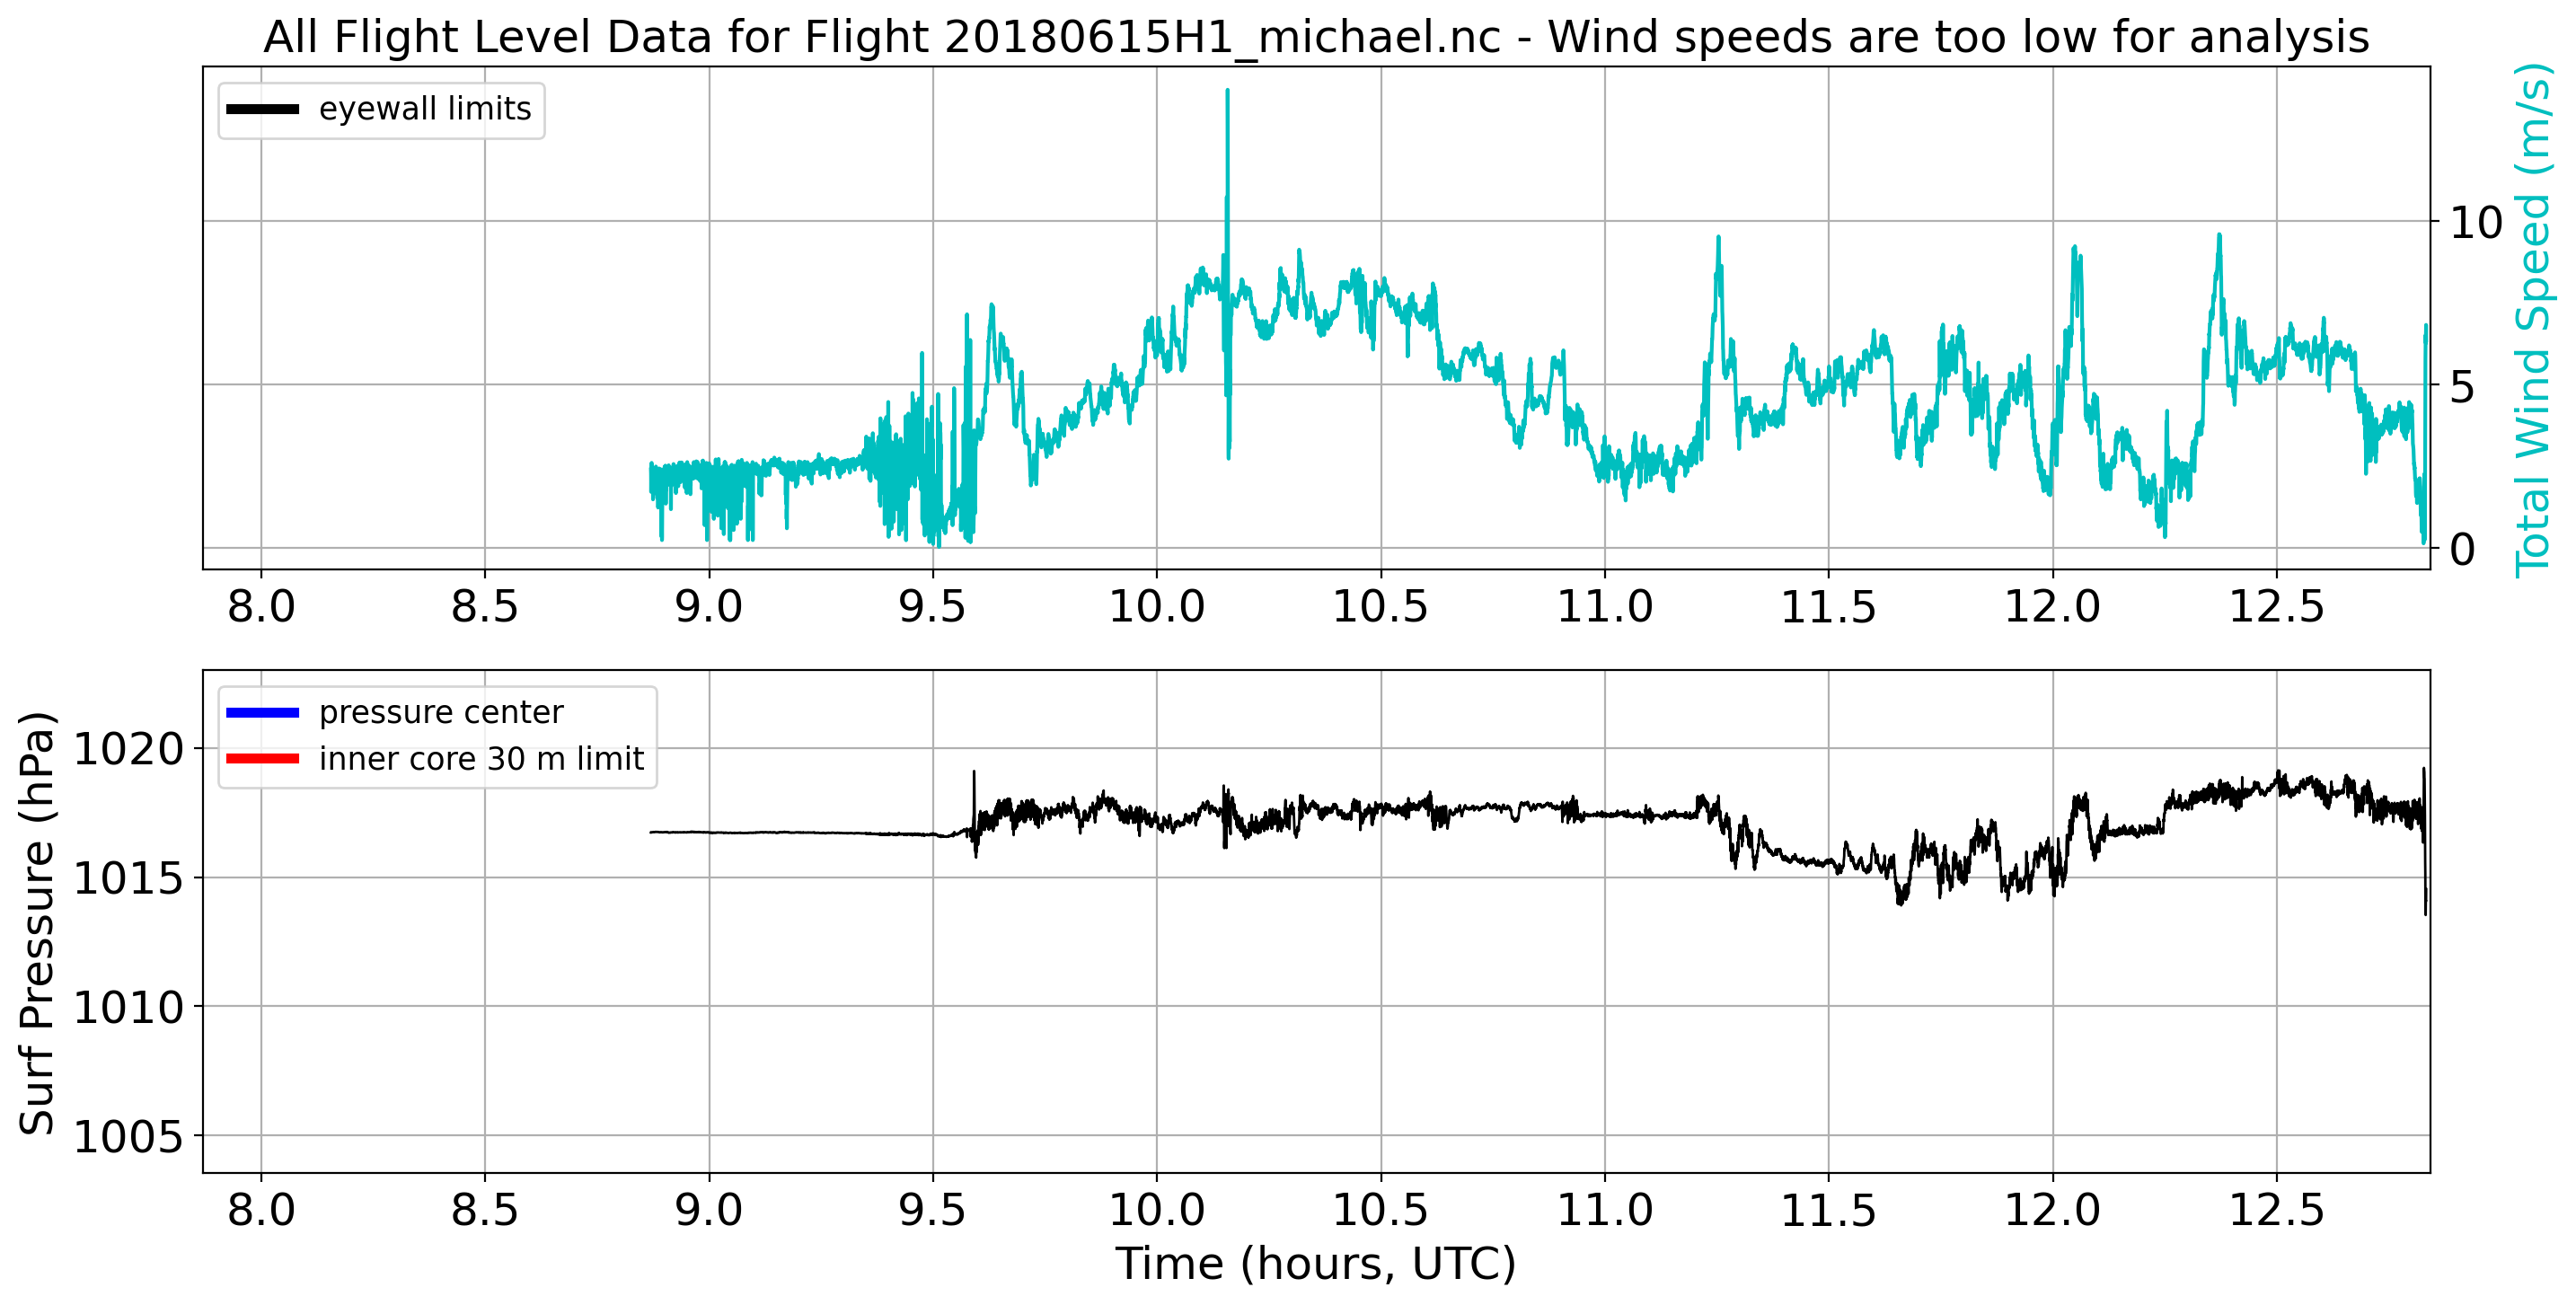 All Flight Level Data for Flight 20180615H1_michael.nc - Wind speeds are too low for analysis
eyewall limits
10
5
0
Total Wind Speed (m/s)
8.0 8.5 9.0 9.5 10.0 10.5 11.0 11.5 12.0 12.5
pressure center
inner core 30 m limit
1020
1015
1010
1005
Surf Pressure (hPa)
8.0 8.5 9.0 9.5 10.0 10.5 11.0 11.5 12.0 12.5
Time (hours, UTC)